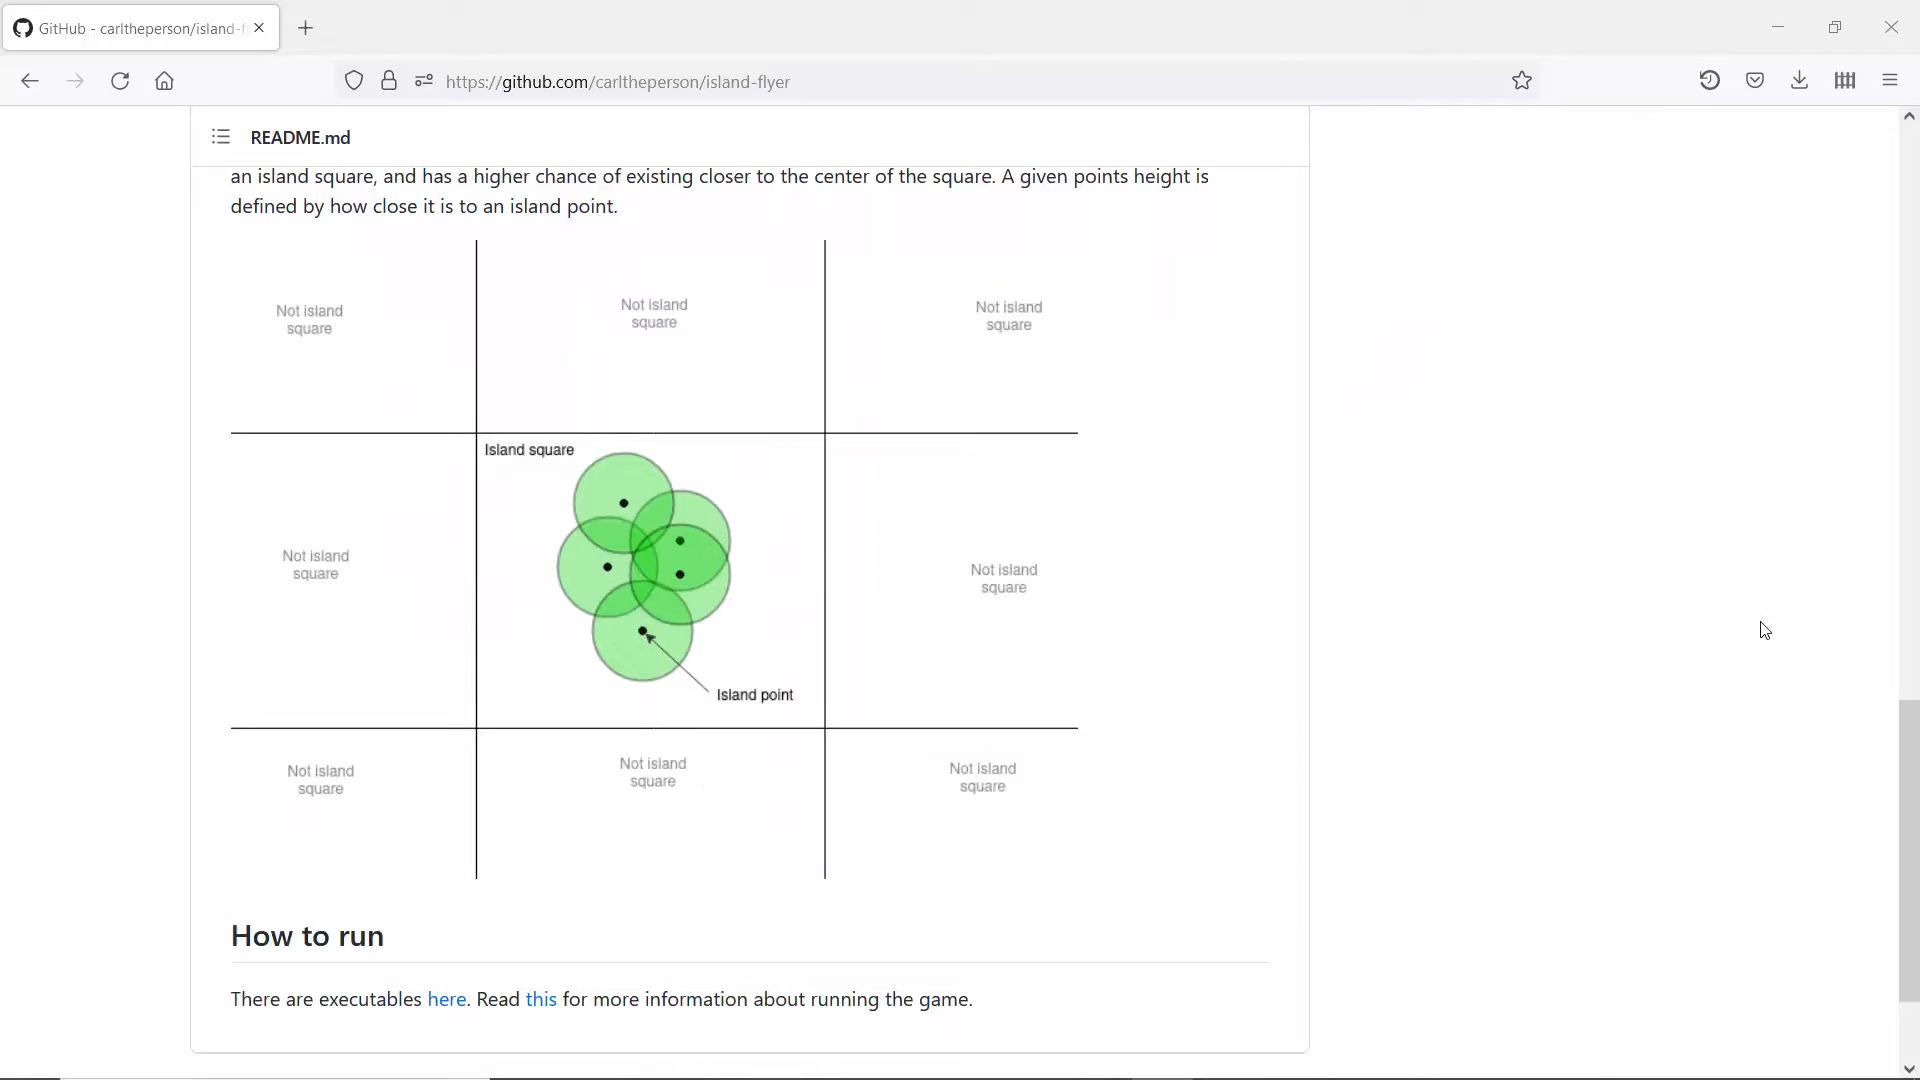 GitHub - carltheperson/island-f
https://github.com/carltheperson/island-flyer
README.md
an island square, and has a higher chance of existing closer to the center of the square. A given points height is
defined by how close it is to an island point.
Not island
square
Not island
square
Not island
square
Island square
Not island
square
Not island
square
Island point
Not island
square
Not island
square
Not island
square
How to run
There are executables here. Read this for more information about running the game.